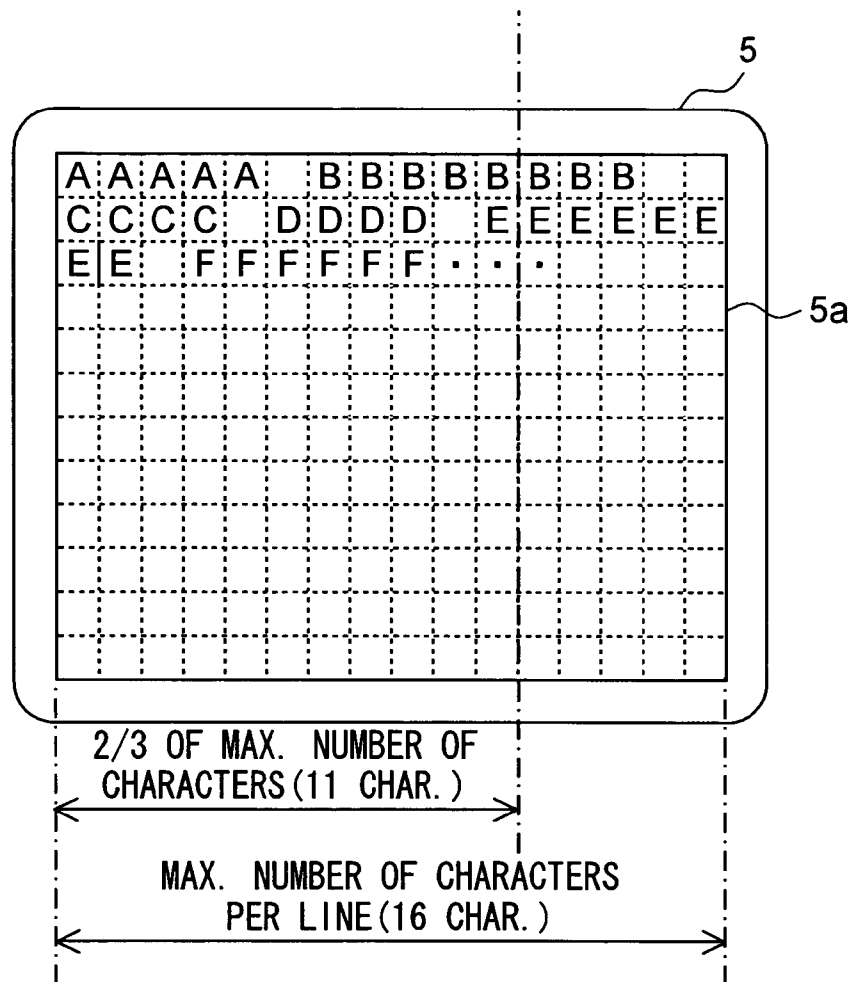 5
A A A A A B B B B B B B B
C C C C D D D D E E E E E E
E E F F F F F F · · ·
5a
2/3 OF MAX. NUMBER OF
CHARACTERS(11 CHAR.)
MAX. NUMBER OF CHARACTERS
PER LINE(16 CHAR.)